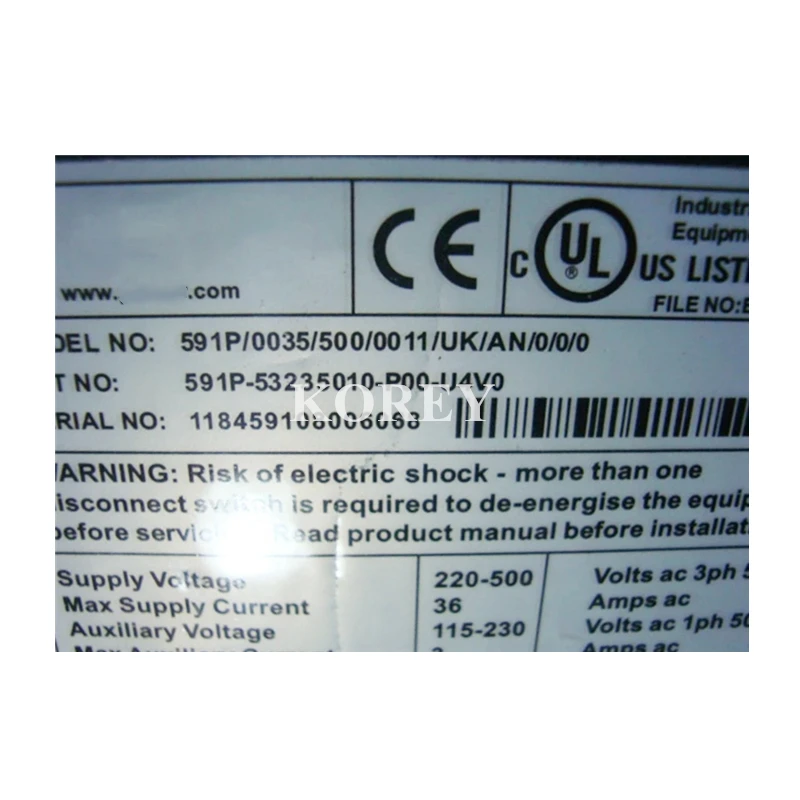 Industr
Equipm
CE
C UL ® US LIST
www. .com
FILE NO:E
DEL NO: 591P/0035/500/0011/UK/AN/0/0/0
T NO: 591P-53235010-P00-U4V0
KOREY
RIAL NO:
ARNING: Risk of electric shock - more than one
isconnect switch is required to de-energise the equip
before servic Read product manual before installat
Supply Voltage 220-500 Volts ac 3ph 5
Max Supply Current 36 Amps ac
Auxiliary Voltage 115-230 Volts ac 1ph 50
Amps ac